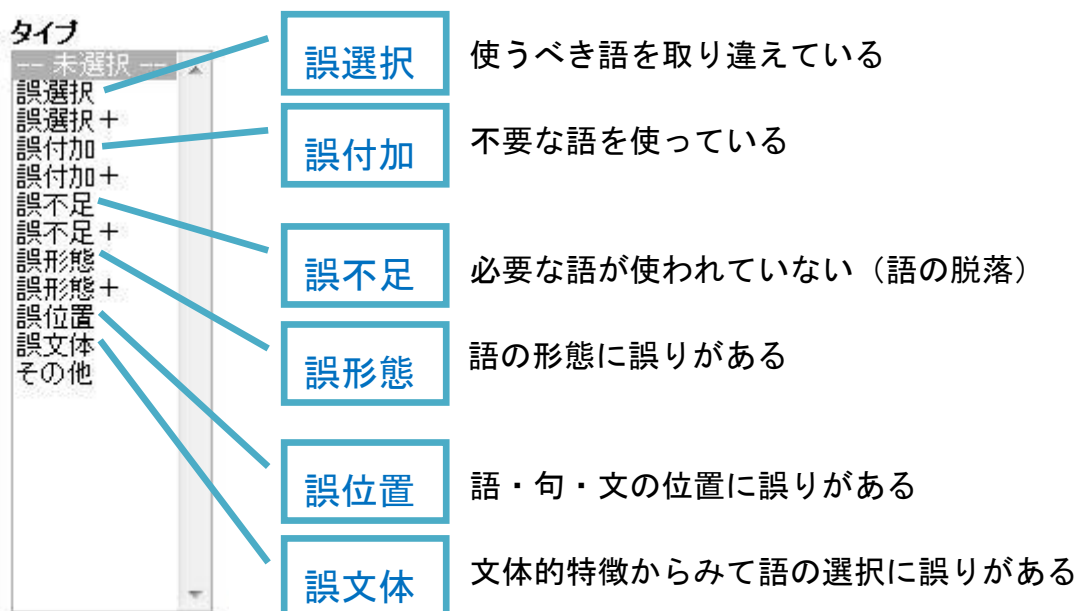 タイプ
-- 未選択 --
誤選択
誤選択＋
誤付加
誤付加＋
誤不足
誤不足＋
誤形態
誤形態＋
誤位置
誤文体
その他
誤選択 使うべき語を取り違えている
誤付加 不要な語を使っている
誤不足 必要な語が使われていない（語の脱落）
誤形態 語の形態に誤りがある
誤位置 語・句・文の位置に誤りがある
誤文体 文体的特徴からみて語の選択に誤りがある